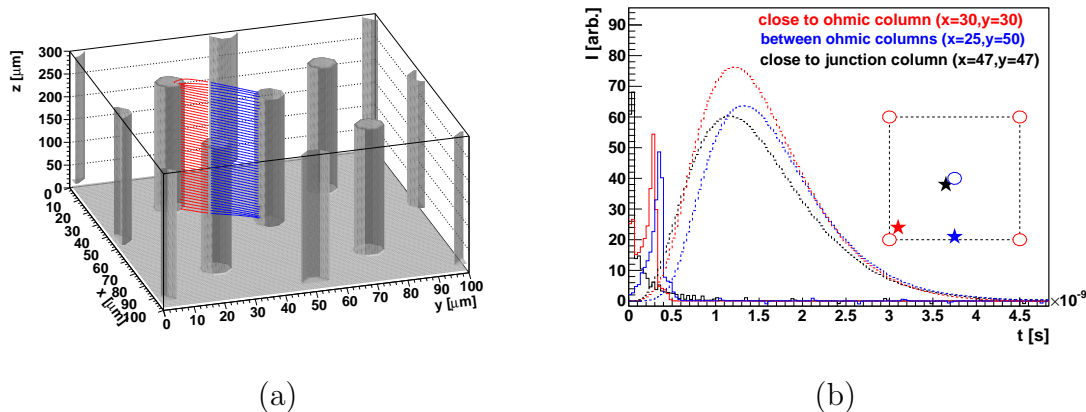 z [μm]
300
250
200
150
100
50
0
0
10
20
30
40
50
60
70
80
90
100
x [μm]
0 10 20 30 40 50 60 70 80 90 100
y [μm]
(a)
I [arb.]
90
80
70
60
50
40
30
20
10
0
close to ohmic column (x=30,y=30)
between ohmic columns (x=25,y=50)
close to junction column (x=47,y=47)
0 0.5 1 1.5 2 2.5 3 3.5 4 4.5
×10⁻⁹
t [s]
(b)